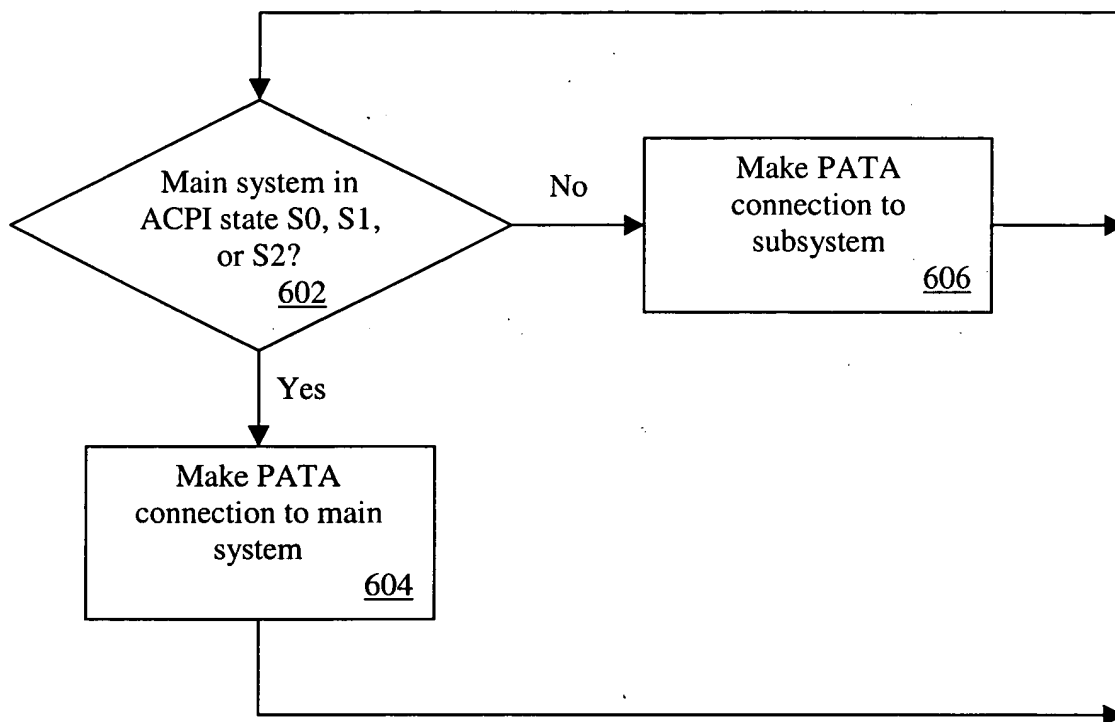 Main system in
ACPI state S0, S1,
or S2?
602
No
Make PATA
connection to
subsystem
606
Yes
Make PATA
connection to main
system
604